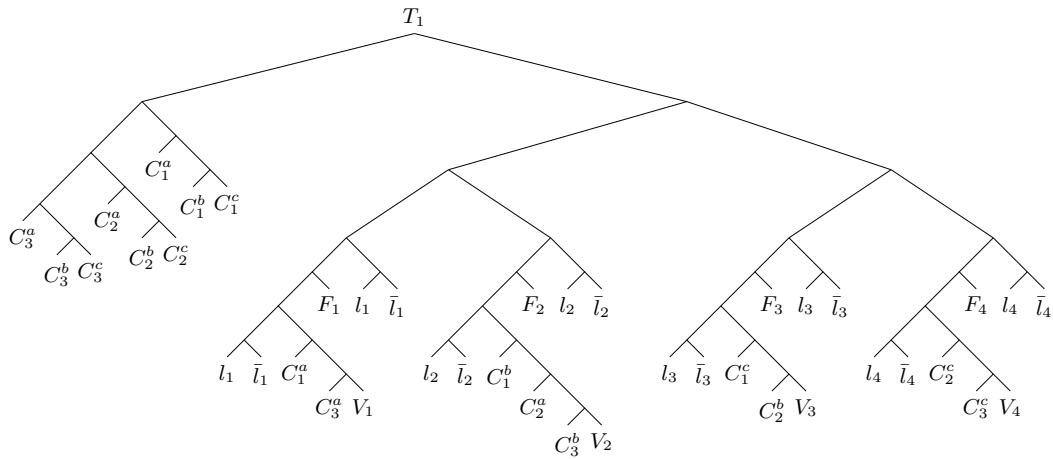 T_1
C_1^a
C_1^b C_1^c
C_3^a C_2^a
C_3^b C_3^c C_2^b C_2^c
F_1 l_1 \bar{l}_1 F_2 l_2 \bar{l}_2 F_3 l_3 \bar{l}_3 F_4 l_4 \bar{l}_4
l_1 \bar{l}_1 C_1^a l_2 \bar{l}_2 C_1^b l_3 \bar{l}_3 C_1^c l_4 \bar{l}_4 C_2^c
C_3^a V_1 C_2^a C_2^b V_3 C_3^c V_4
C_3^b V_2